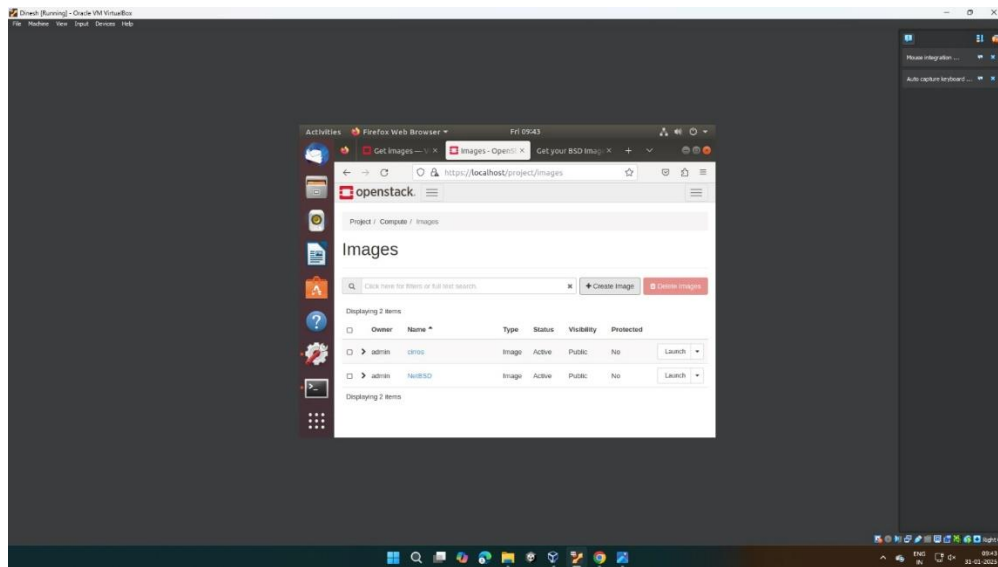 Dinesh [Running] - Oracle VM VirtualBox
File Machine View Input Devices Help
Mouse integration ...
Auto capture keyboard ...
Activities Firefox Web Browser Fri 09:43
Get images — Images - OpenS Get your BSD Imag
https://localhost/project/images
openstack.
Project / Compute / Images
Images
Click here for filters or full text search. + Create Image Delete Images
Displaying 2 items
Owner Name Type Status Visibility Protected
admin cirros Image Active Public No Launch
admin NetBSD Image Active Public No Launch
Displaying 2 items
ENG
IN
09:43
31-01-2025